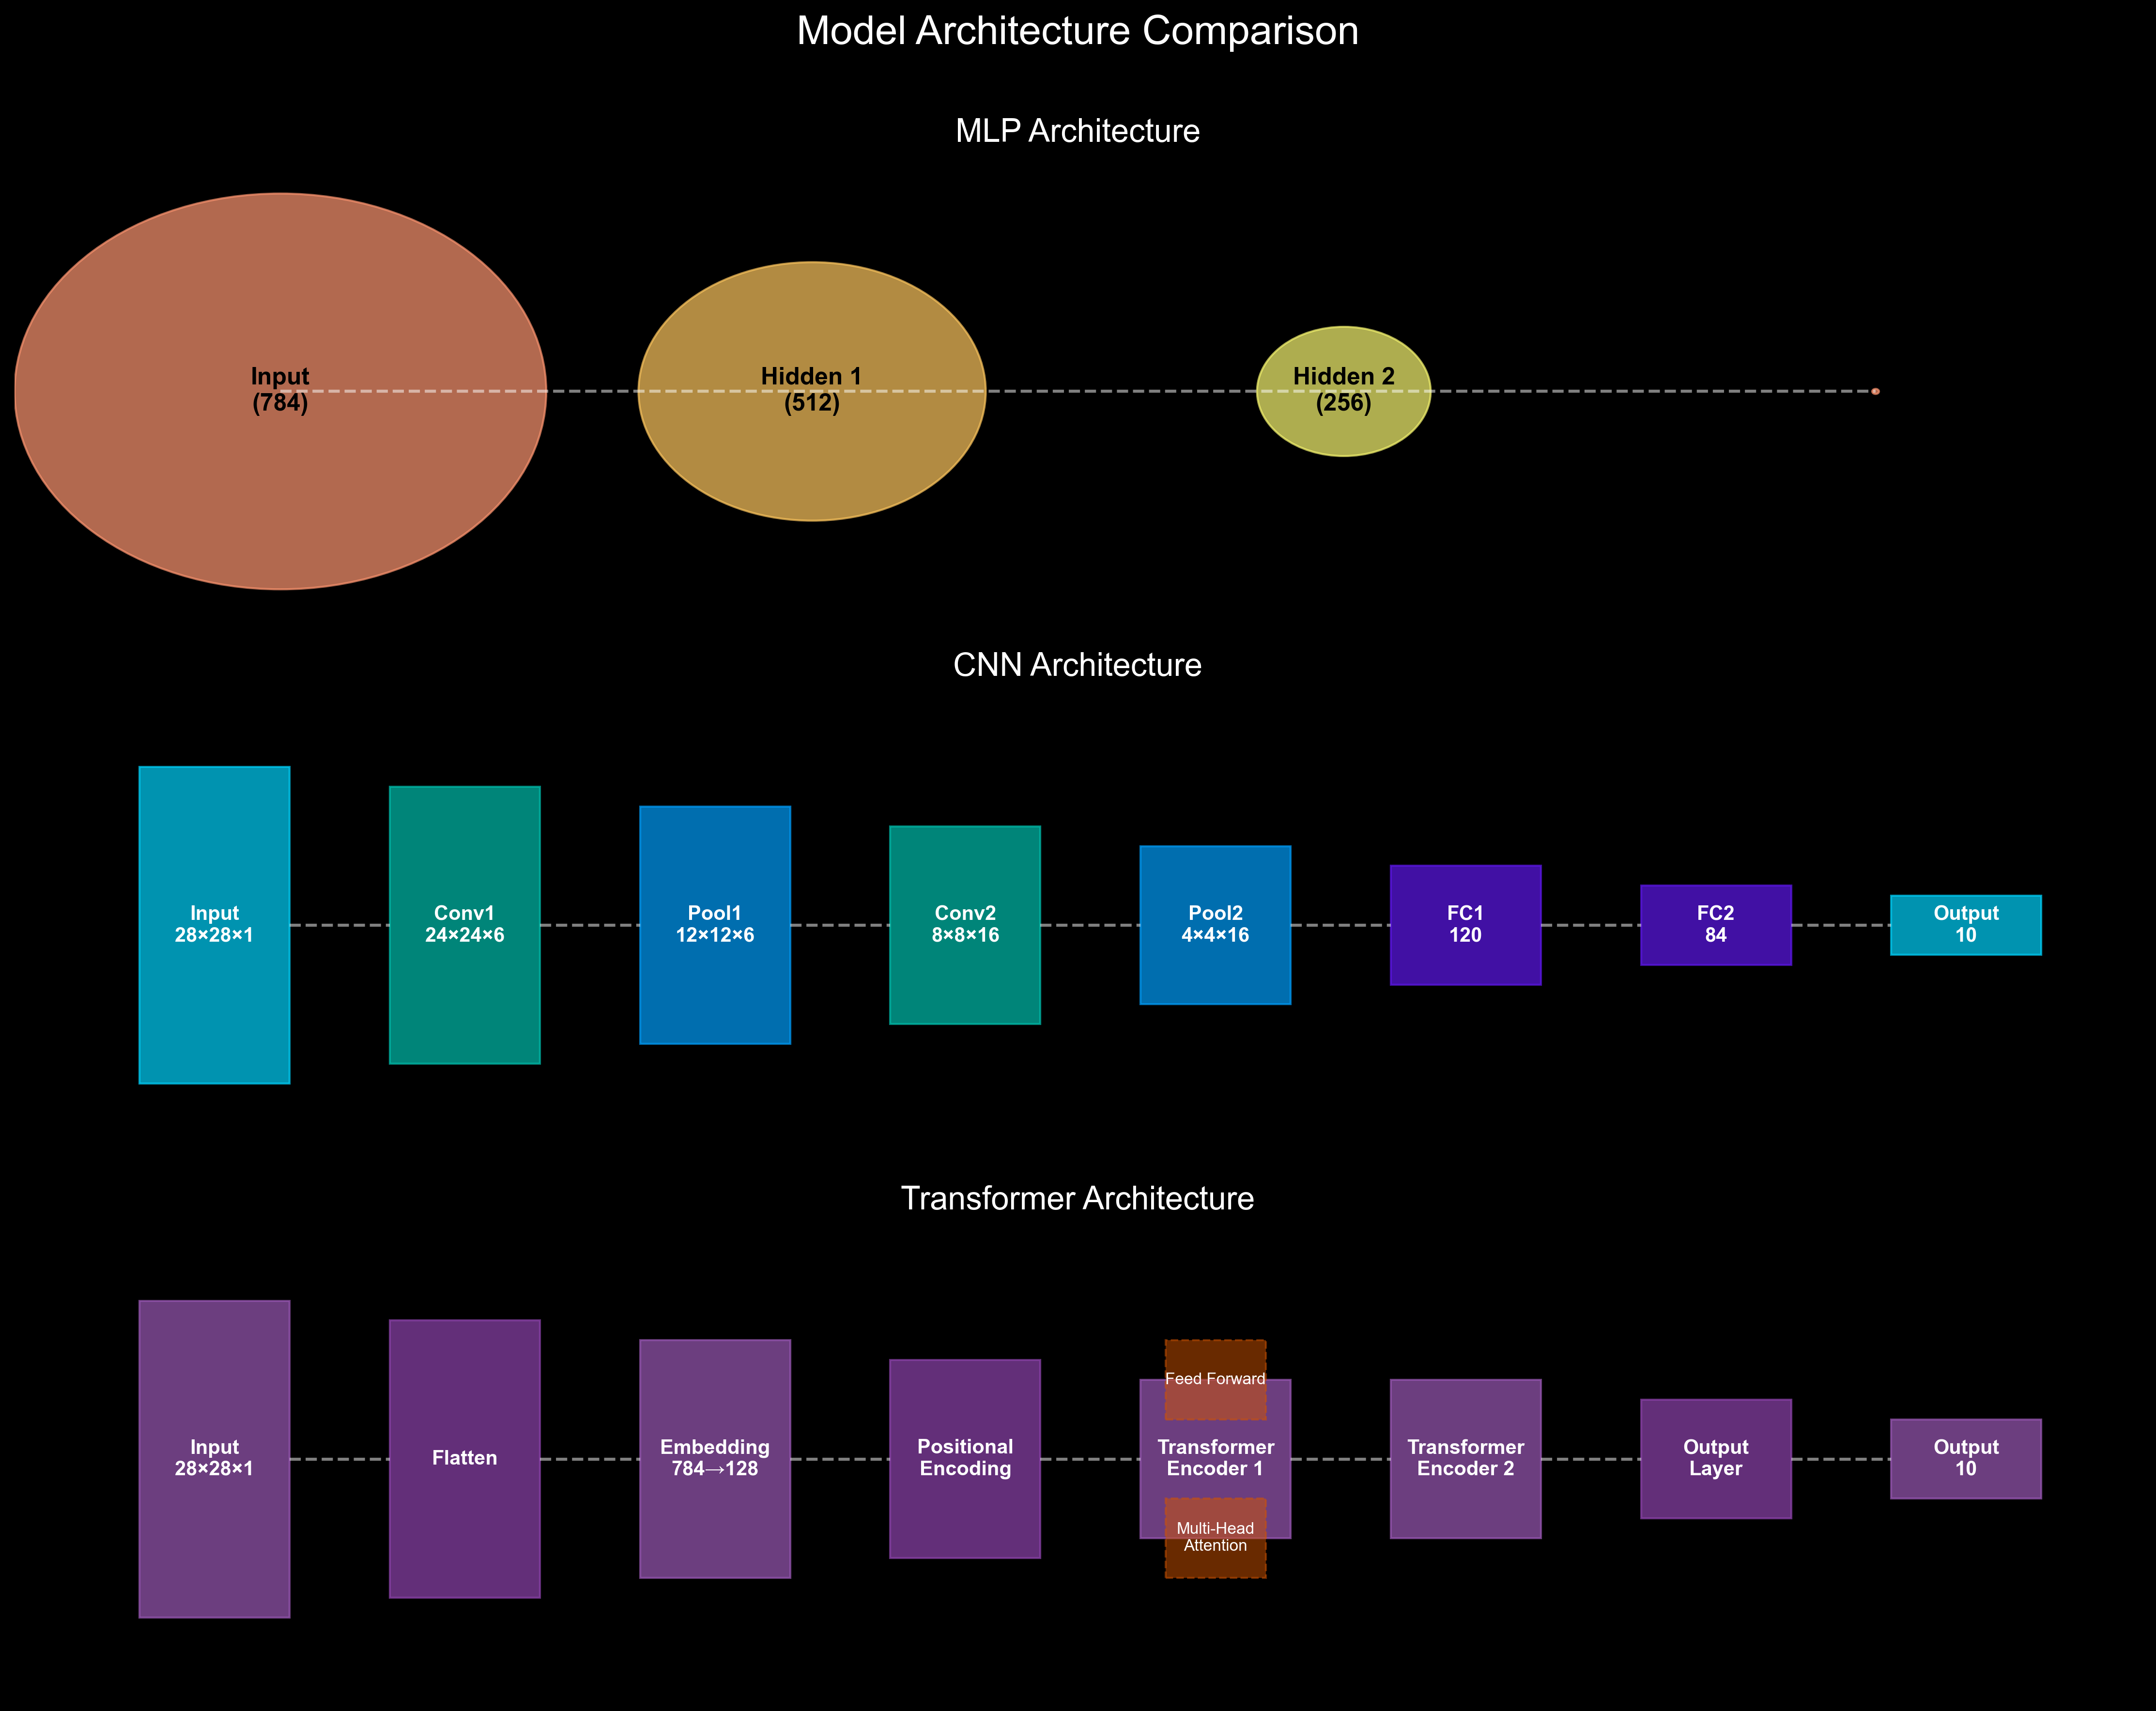 Model Architecture Comparison
MLP Architecture
Input
(784)
Hidden 1
(512)
Hidden 2
(256)
CNN Architecture
Input
28×28×1
Conv1
24×24×6
Pool1
12×12×6
Conv2
8×8×16
Pool2
4×4×16
FC1
120
FC2
84
Output
10
Transformer Architecture
Input
28×28×1
Flatten
Embedding
784→128
Positional
Encoding
Feed Forward
Transformer
Encoder 1
Multi-Head
Attention
Transformer
Encoder 2
Output
Layer
Output
10